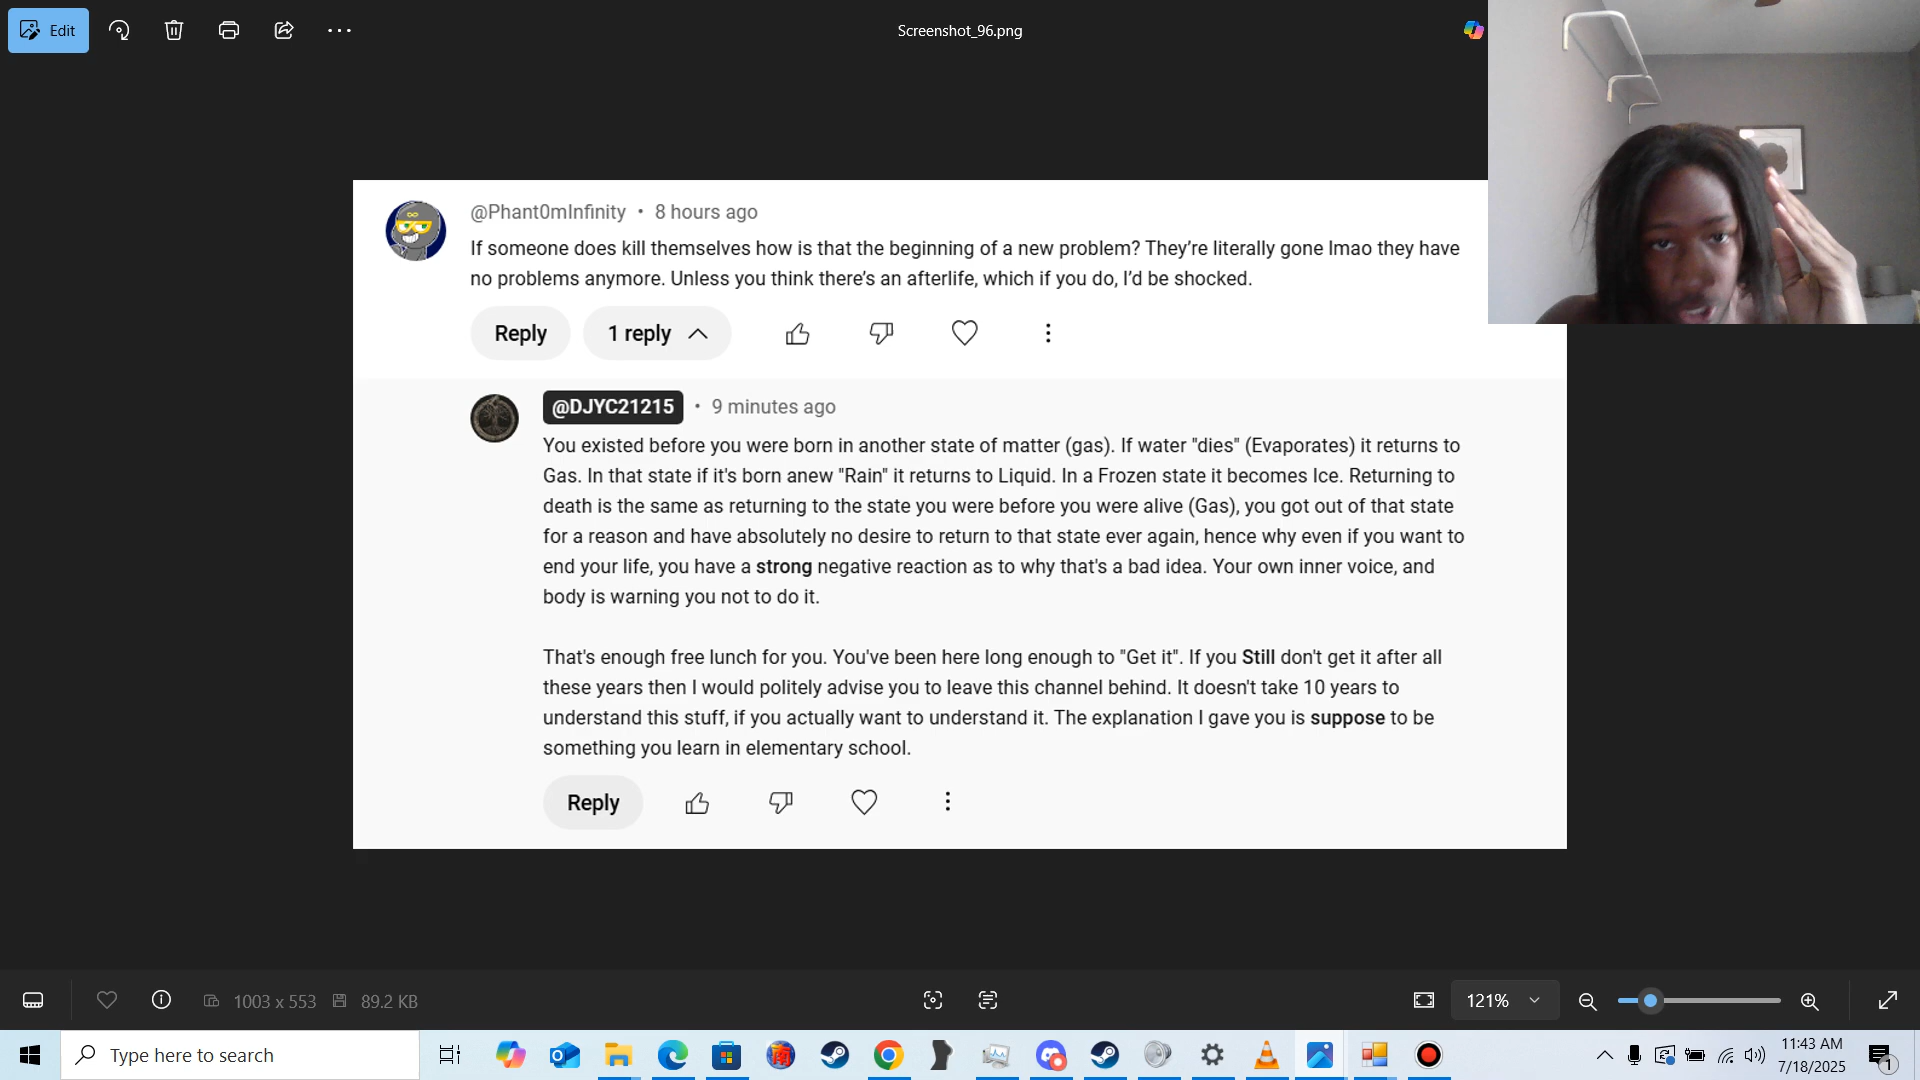 Edit
Screenshot_96.png
@Phant0mInfinity • 8 hours ago
If someone does kill themselves how is that the beginning of a new problem? They’re literally gone lmao they have
no problems anymore. Unless you think there’s an afterlife, which if you do, I’d be shocked.
Reply
1 reply
@DJYC21215 • 9 minutes ago
You existed before you were born in another state of matter (gas). If water "dies" (Evaporates) it returns to
Gas. In that state if it's born anew "Rain" it returns to Liquid. In a Frozen state it becomes Ice. Returning to
death is the same as returning to the state you were before you were alive (Gas), you got out of that state
for a reason and have absolutely no desire to return to that state ever again, hence why even if you want to
end your life, you have a strong negative reaction as to why that's a bad idea. Your own inner voice, and
body is warning you not to do it.
That's enough free lunch for you. You've been here long enough to "Get it". If you Still don't get it after all
these years then I would politely advise you to leave this channel behind. It doesn't take 10 years to
understand this stuff, if you actually want to understand it. The explanation I gave you is suppose to be
something you learn in elementary school.
Reply
1003 x 553
89.2 KB
121%
Type here to search
11:43 AM
7/18/2025
1